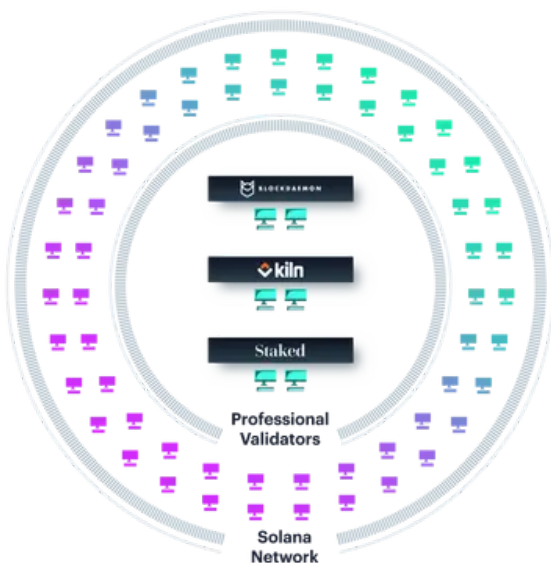 BLOCKDAEMON
kiln
Staked
Professional
Validators
Solana
Network